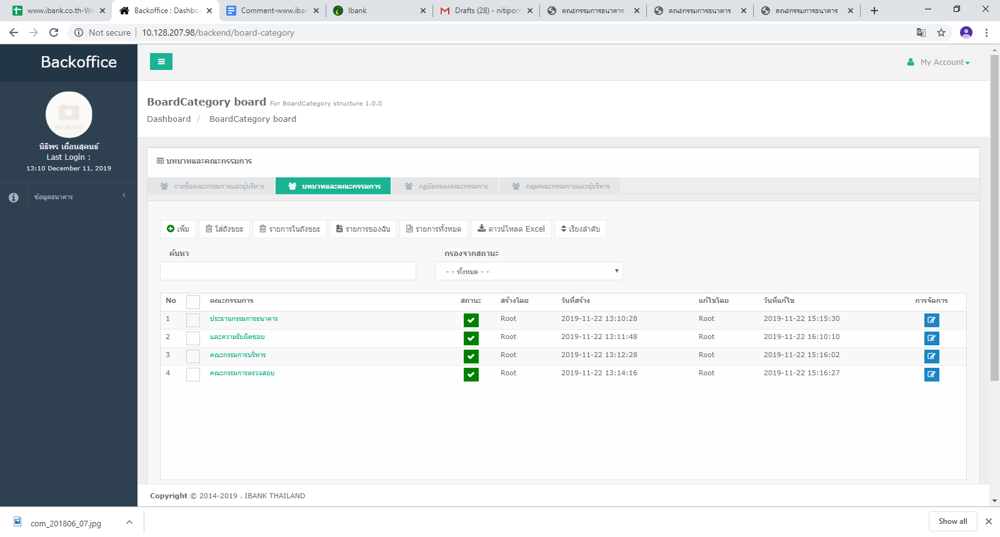 www.ibank.co.th-We
Backoffice : Dashboa
Comment-www.iban
Ibank
Drafts (28) - nitiporn
คณะกรรมการธนาคาร -
คณะกรรมการธนาคาร
คณะกรรมการธนาคาร
Not secure
10.128.207.98/backend/board-category
Backoffice
My Account
NO IMAGE
นิธิพร เถื่อนสุคนธ์
Last Login :
13:10 December 11, 2019
ข้อมูลธนาคาร
BoardCategory board For BoardCategory structure 1.0.0
Dashboard / BoardCategory board
บทบาทและคณะกรรมการ
รายชื่อคณะกรรมการและผู้บริหาร บทบาทและคณะกรรมการ กฎบัตรของคณะกรรมการ กลุ่มคณะกรรมการและผู้บริหาร
เพิ่ม ใส่ถังขยะ รายการในถังขยะ รายการของฉัน รายการทั้งหมด ดาวน์โหลด Excel เรียงลำดับ
ค้นหา กรองจากสถานะ
- - ทั้งหมด - -
No คณะกรรมการ สถานะ สร้างโดย วันที่สร้าง แก้ไขโดย วันที่แก้ไข การจัดการ
1 ประธานกรรมการธนาคาร Root 2019-11-22 13:10:28 Root 2019-11-22 15:15:30
2 และความรับผิดชอบ Root 2019-11-22 13:11:48 Root 2019-11-22 16:10:10
3 คณะกรรมการบริหาร Root 2019-11-22 13:12:28 Root 2019-11-22 15:16:02
4 คณะกรรมการตรวจสอบ Root 2019-11-22 13:14:16 Root 2019-11-22 15:16:27
Copyright © 2014-2019 . IBANK THAILAND
com_201806_07.jpg
Show all